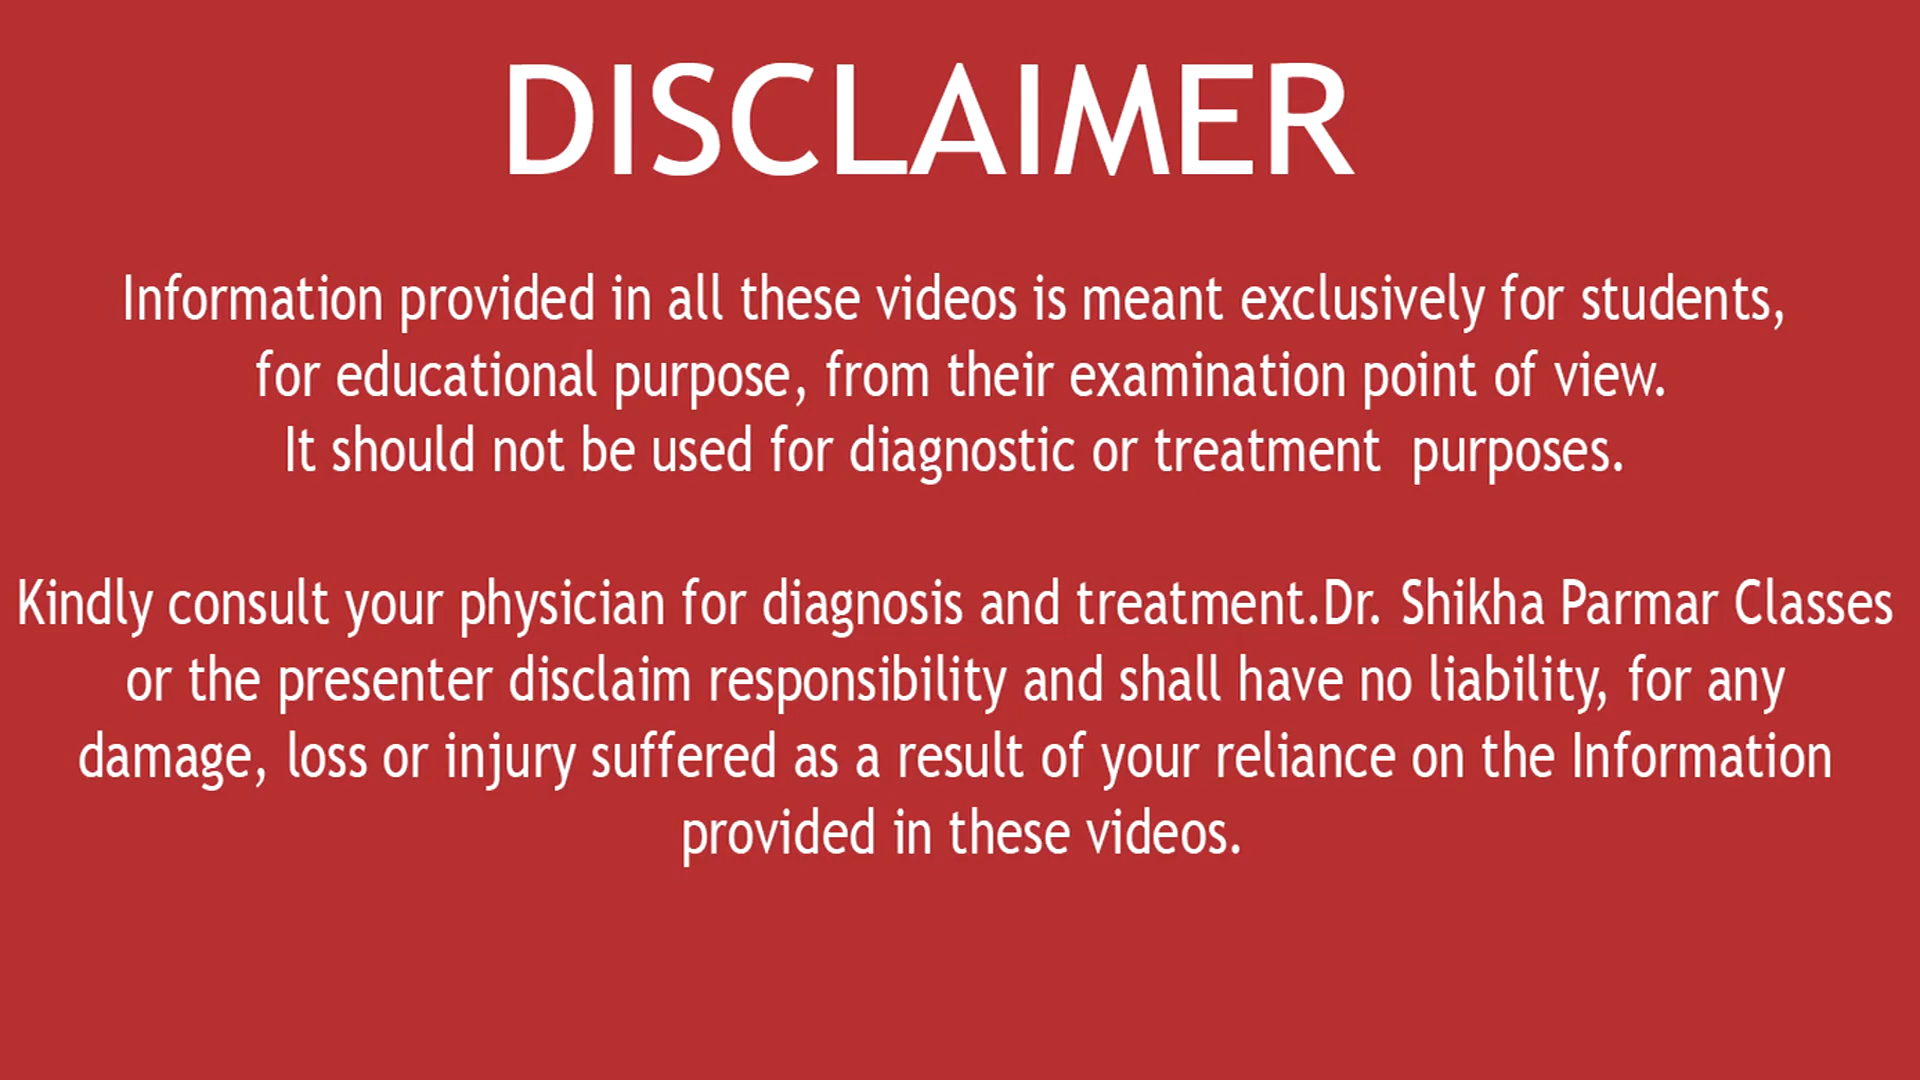 DISCLAIMER
Information provided in all these videos is meant exclusively for students,
for educational purpose, from their examination point of view.
It should not be used for diagnostic or treatment  purposes.
Kindly consult your physician for diagnosis and treatment.Dr. Shikha Parmar Classes
or the presenter disclaim responsibility and shall have no liability, for any
damage, loss or injury suffered as a result of your reliance on the Information
provided in these videos.